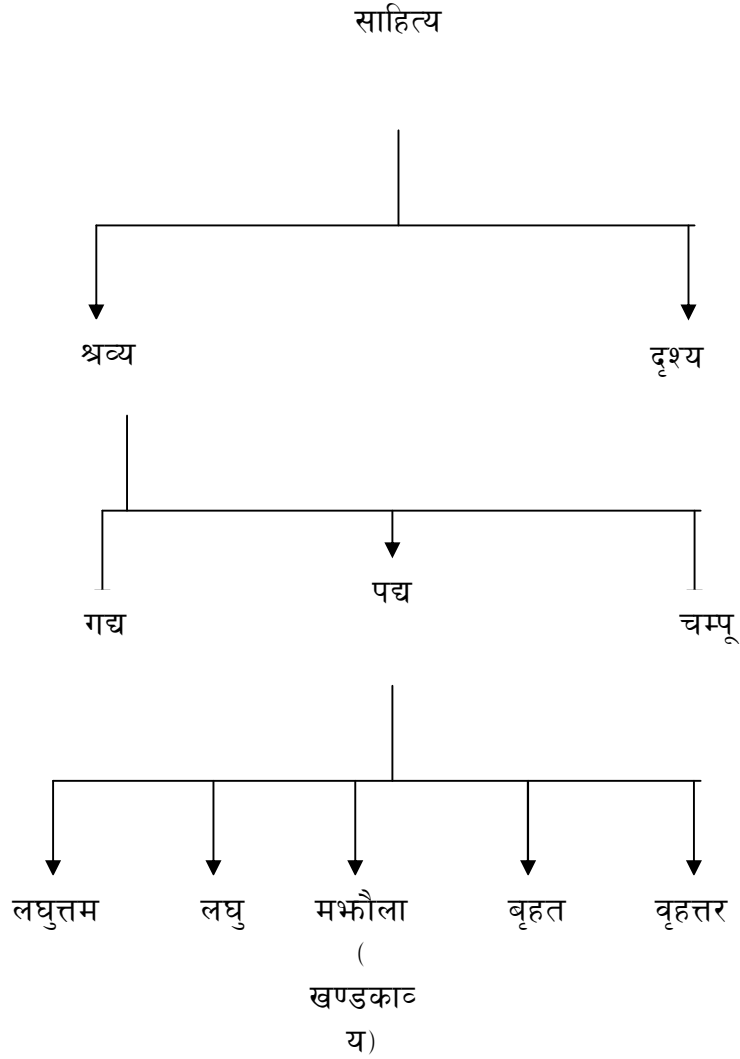 साहित्य
श्रव्य
दृश्य
पद्य
गद्य
चम्पू
लघुत्तम
लघु
मझौला
बृहत
वृहत्तर
(
खण्डकाव्
य)